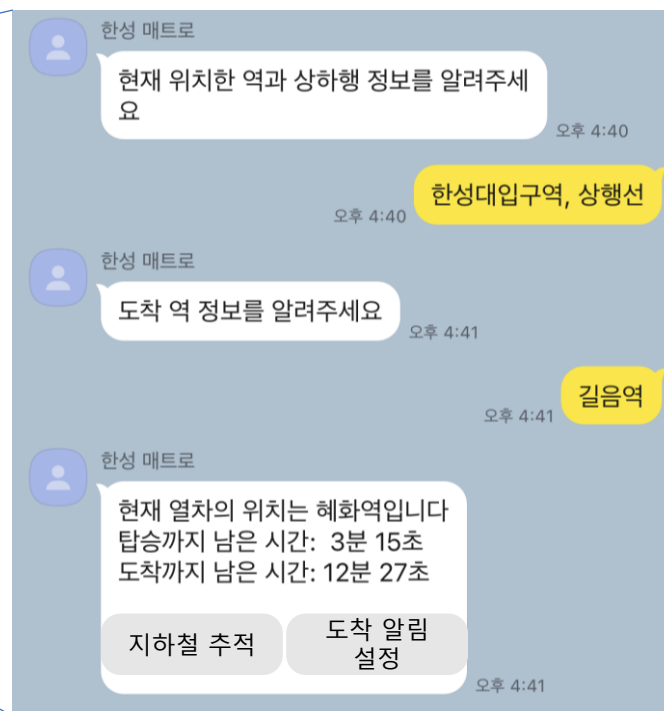 한성 매트로
현재 위치한 역과 상하행 정보를 알려주세
요
오후 4:40
한성대입구역, 상행선
오후 4:40
한성 매트로
도착 역 정보를 알려주세요
오후 4:41
길음역
오후 4:41
한성 매트로
현재 열차의 위치는 혜화역입니다
탑승까지 남은 시간: 3분 15초
도착까지 남은 시간: 12분 27초
지하철 추적
도착 알림
설정
오후 4:41